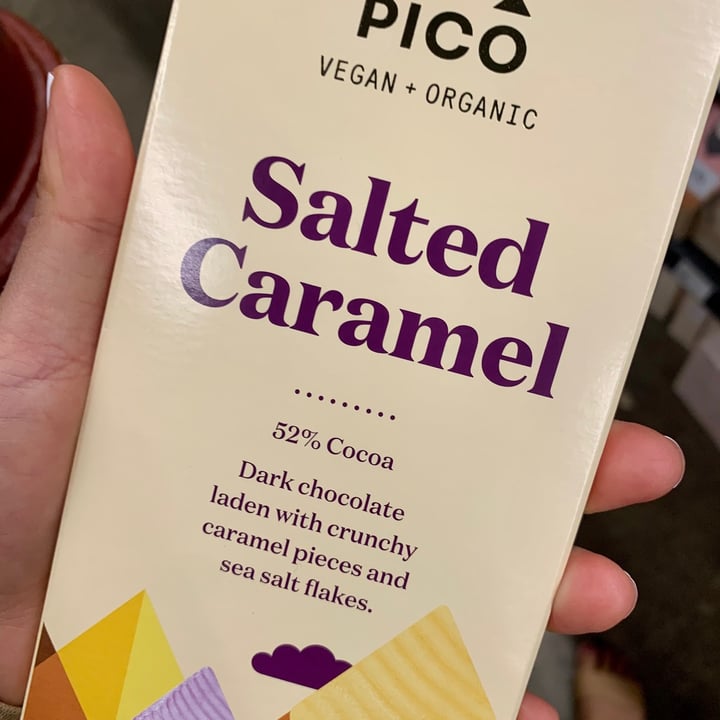 PICO
VEGAN + ORGANIC
Salted
Caramel
52% Cocoa
Dark chocolate
laden with crunchy
caramel pieces and
sea salt flakes.